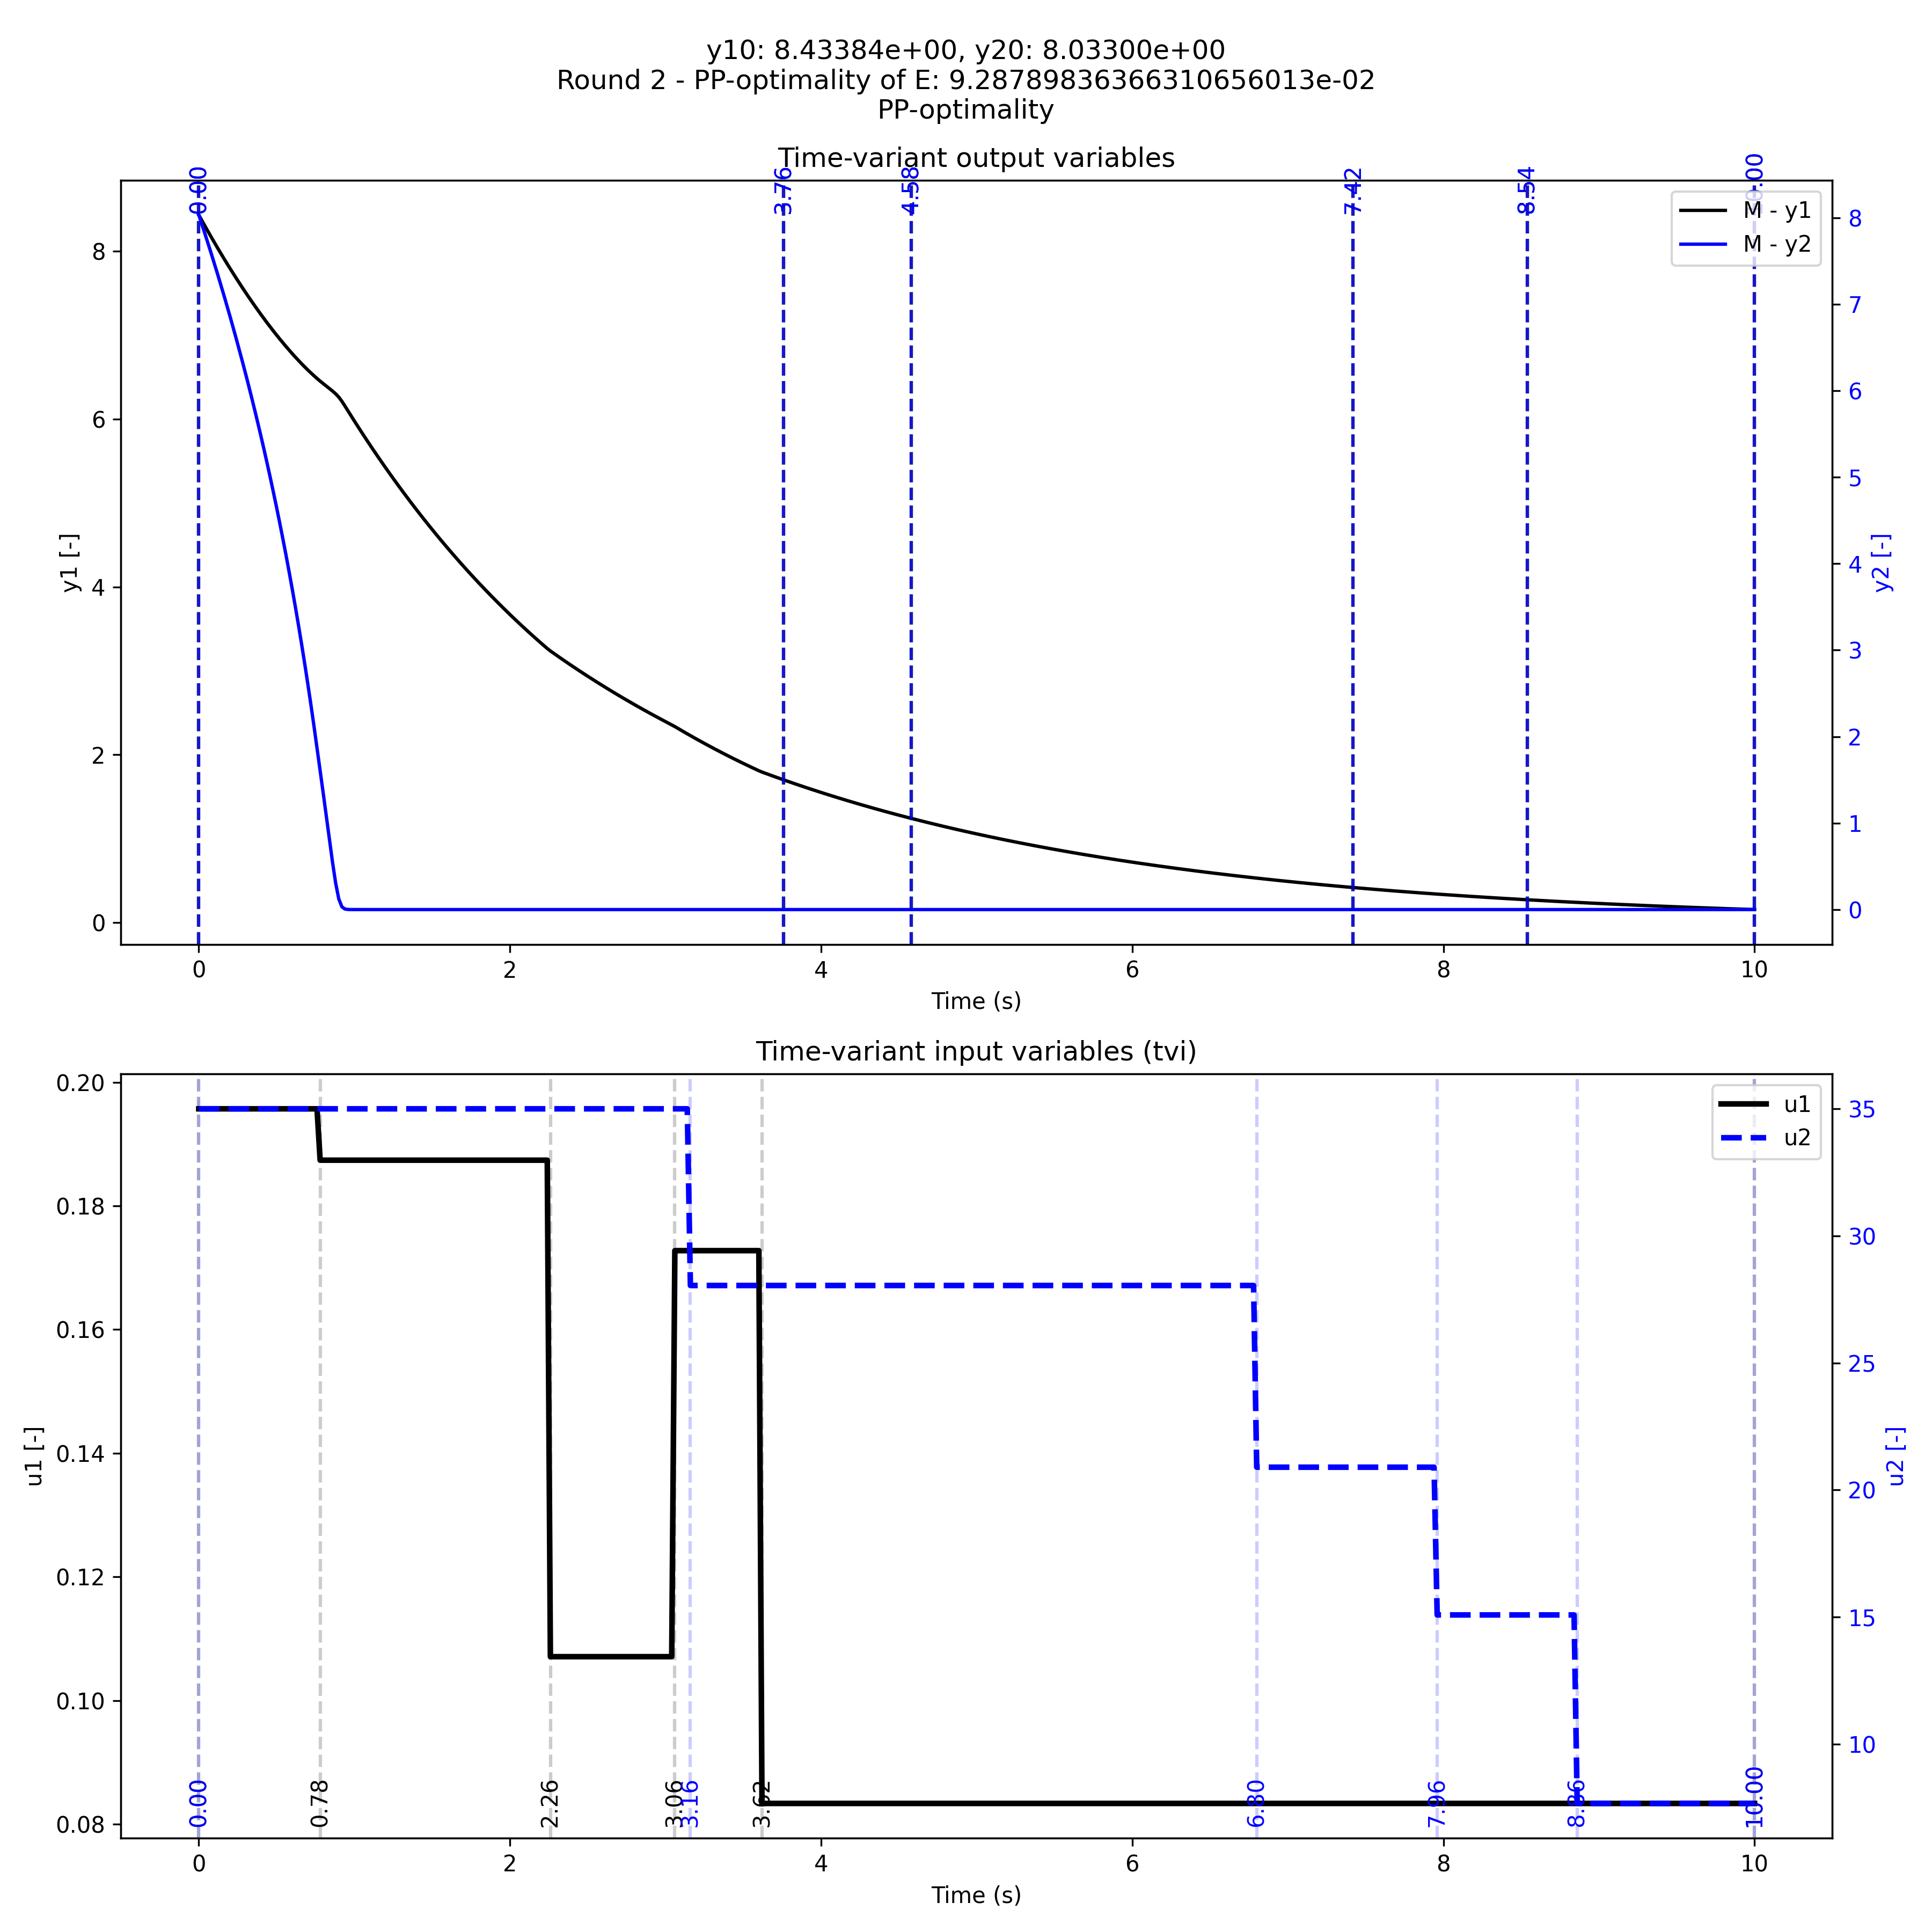 y10: 8.43384e+00, y20: 8.03300e+00
Round 2 - PP-optimality of E: 9.28789836366310656013e-02
PP-optimality
Time-variant output variables
0.00
3.76
4.58
7.42
8.54
M - y1
M - y2
8
6
4
2
0
y1 [-]
8
7
6
5
4
3
2
1
0
y2 [-]
0 2 4 6 8 10
Time (s)
Time-variant input variables (tvi)
u1
u2
0.20
0.18
0.16
0.14
0.12
0.10
0.08
u1 [-]
35
30
25
20
15
10
u2 [-]
0.00
0.78
2.26
3.06
3.16
3.62
6.80
7.96
8.86
10.00
0 2 4 6 8 10
Time (s)